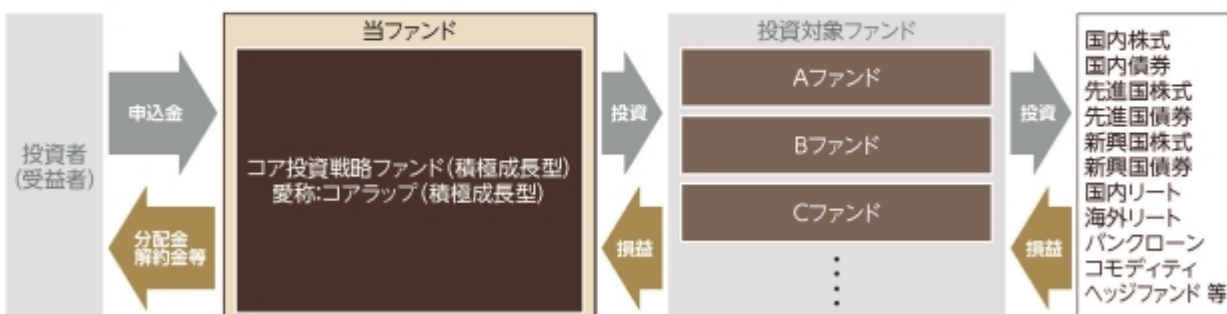 投資者
(受益者)
申込金
分配金
解約金等
当ファンド
コア投資戦略ファンド(積極成長型)
愛称:コアラップ(積極成長型)
投資
損益
投資対象ファンド
Aファンド
Bファンド
Cファンド
投資
損益
国内株式
国内債券
先進国株式
先進国債券
新興国株式
新興国債券
国内リート
海外リート
バンクローン
コモディティ
ヘッジファンド 等